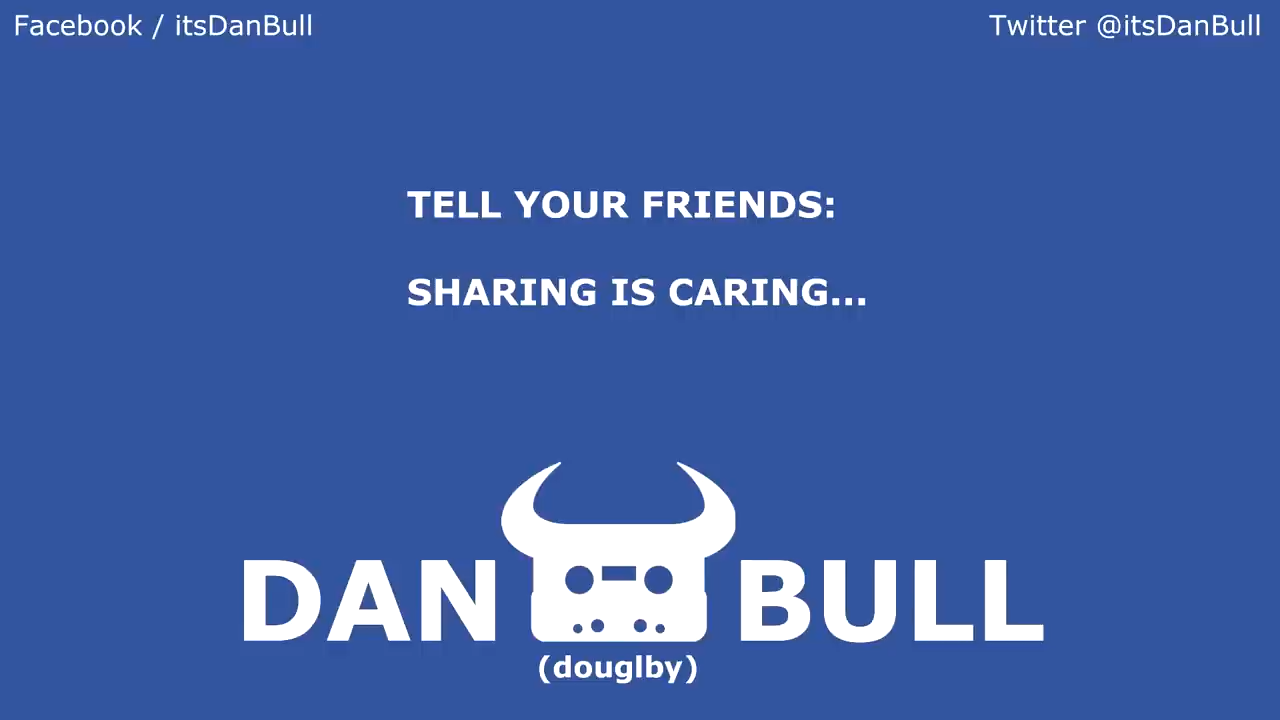 Facebook / itsDanBull
Twitter @itsDanBull
TELL YOUR FRIENDS:
SHARING IS CARING...
DAN BULL
(douglby)